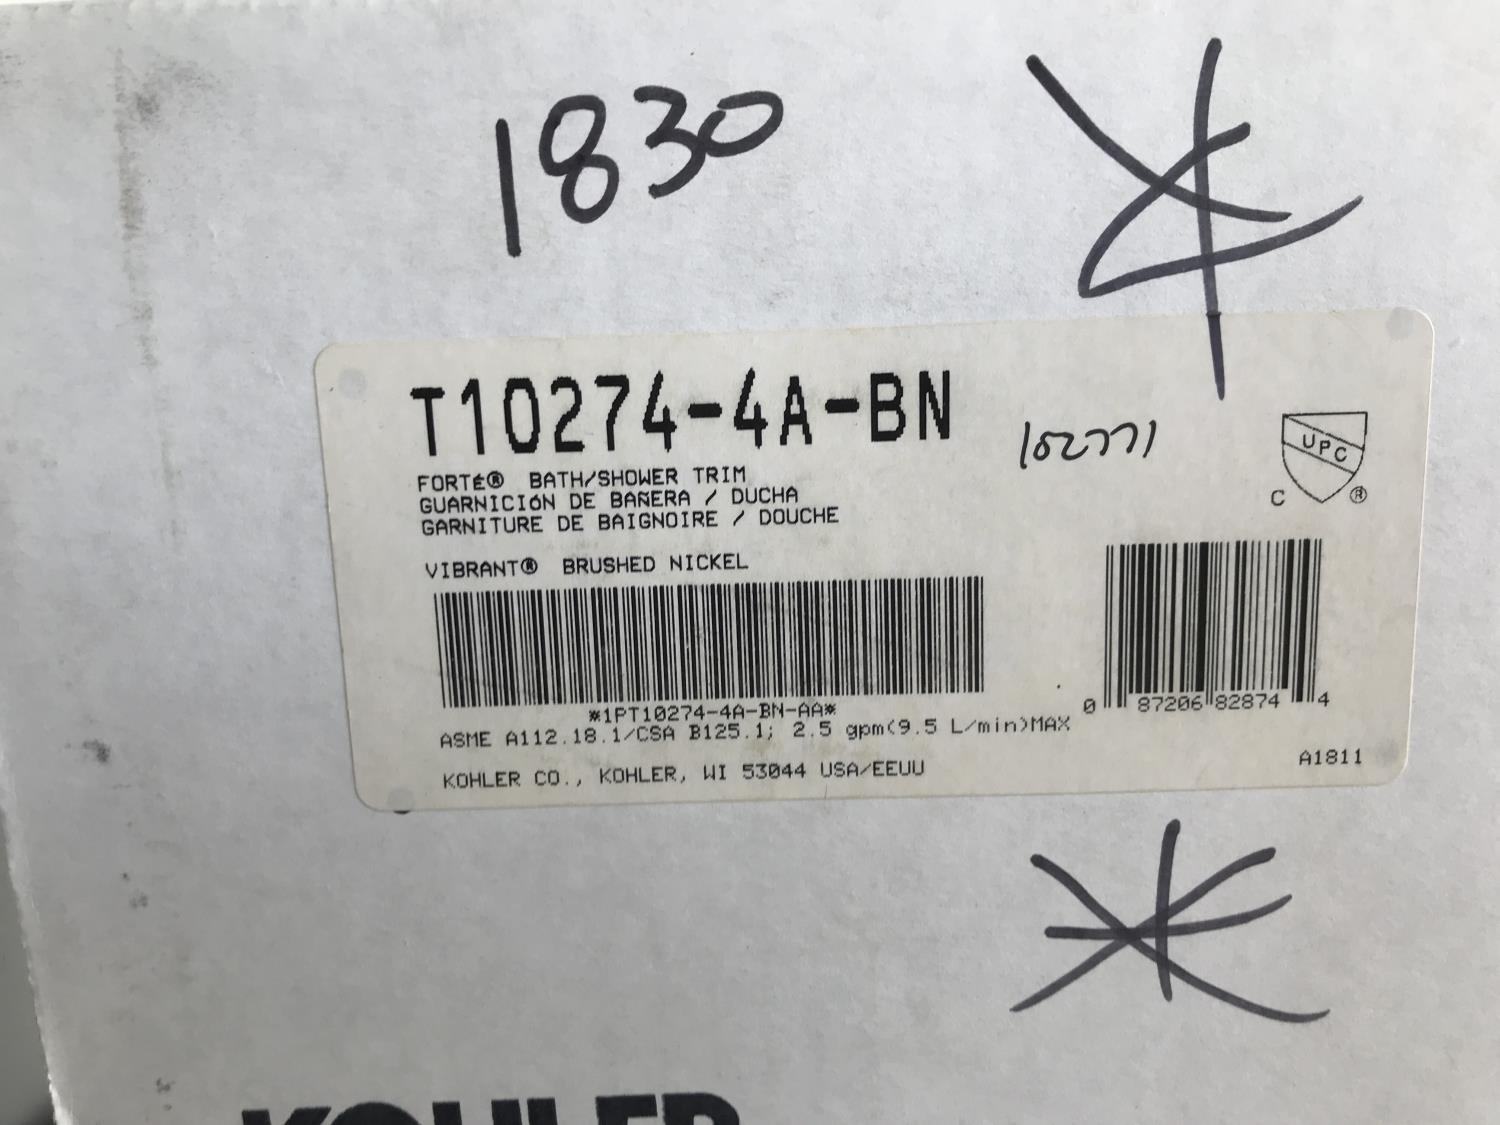 1830
T10274-4A-BN
102771
FORTÉ® BATH/SHOWER TRIM
GUARNICIÓN DE BAÑERA / DUCHA
GARNITURE DE BAIGNOIRE / DOUCHE
VIBRANT® BRUSHED NICKEL
UPC
C ®
*1PT10274-4A-BN-AA*
0 87206 82874 4
ASME A112.18.1/CSA B125.1; 2.5 gpm(9.5 L/min)MAX
KOHLER CO., KOHLER, WI 53044 USA/EEUU
A1811
KOHLER